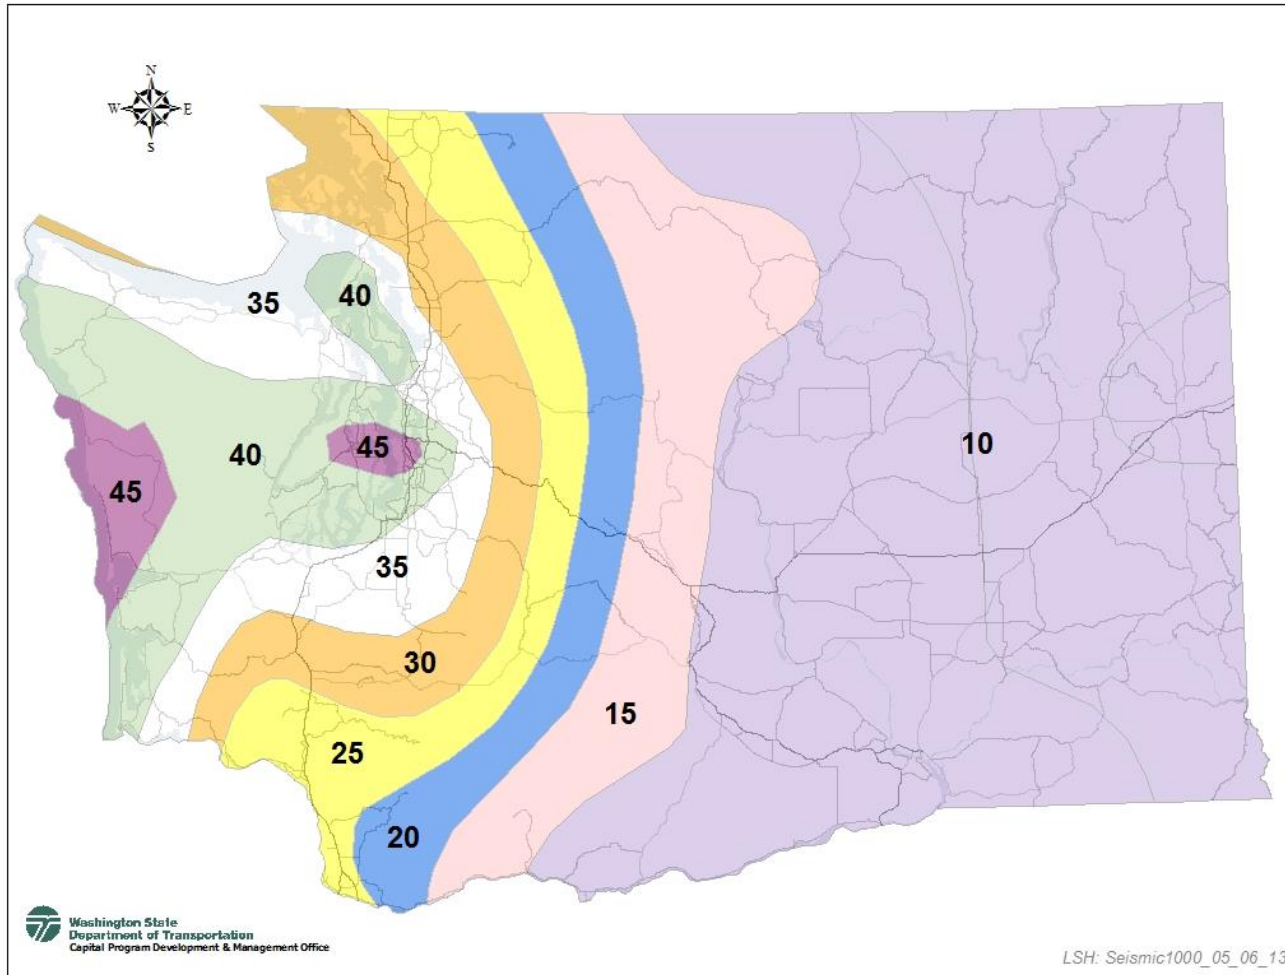 N
W E
S
35
40
45
40
10
45
35
30
15
25
20
Washington State
Department of Transportation
Capital Program Development & Management Office
LSH: Seismic1000_05_06_13